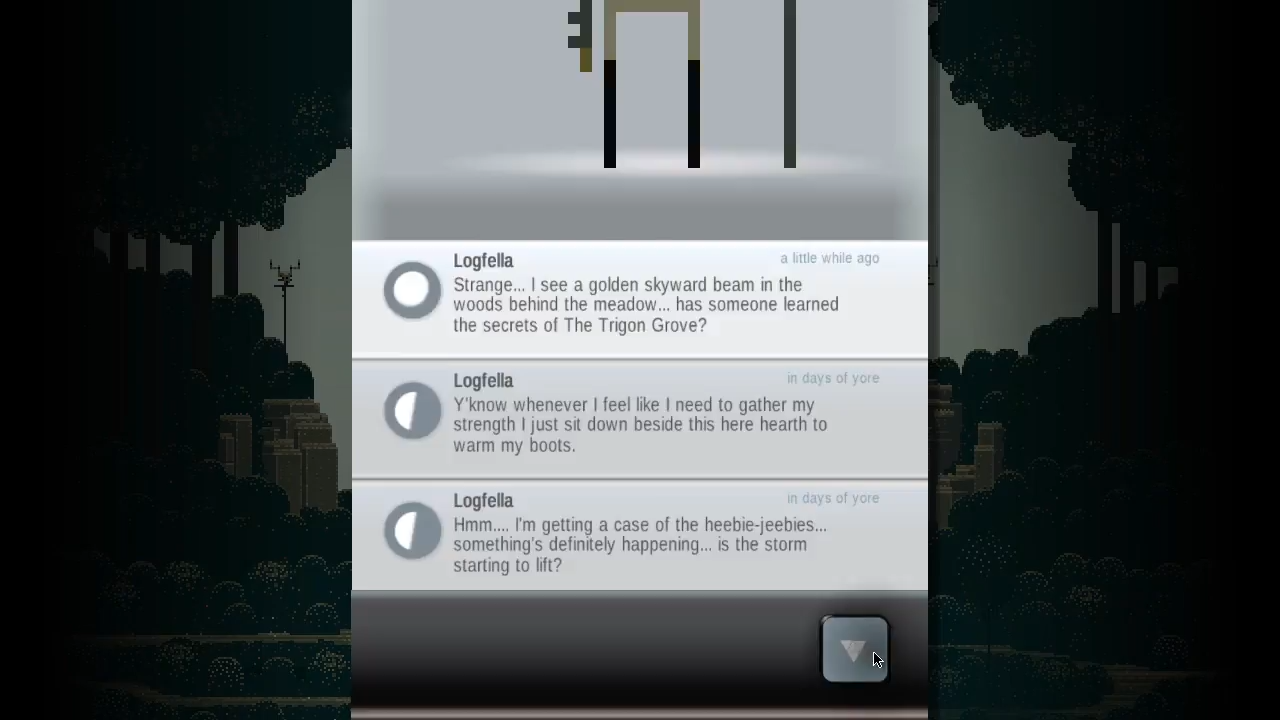 Logfella
a little while ago
Strange... I see a golden skyward beam in the
woods behind the meadow... has someone learned
the secrets of The Trigon Grove?
Logfella
in days of yore
Y'know whenever I feel like I need to gather my
strength I just sit down beside this here hearth to
warm my boots.
Logfella
in days of yore
Hmm.... I'm getting a case of the heebie-jeebies...
something's definitely happening... is the storm
starting to lift?